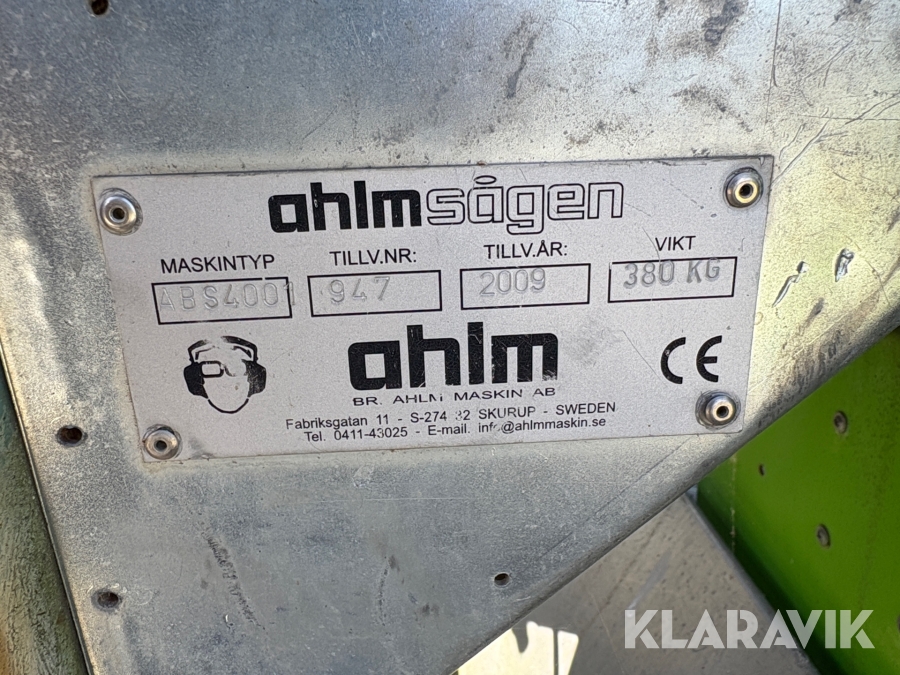 ahlmsågen
MASKINTYP TILLV.NR: TILLV.ÅR: VIKT
ABS4001 947 2009 380 KG
ahlm
CE
BR. AHLM MASKIN AB
Fabriksgatan 11 - S-274 32 SKURUP - SWEDEN
Tel. 0411-43025 - E-mail. info@ahlmmaskin.se
KLARAVIK